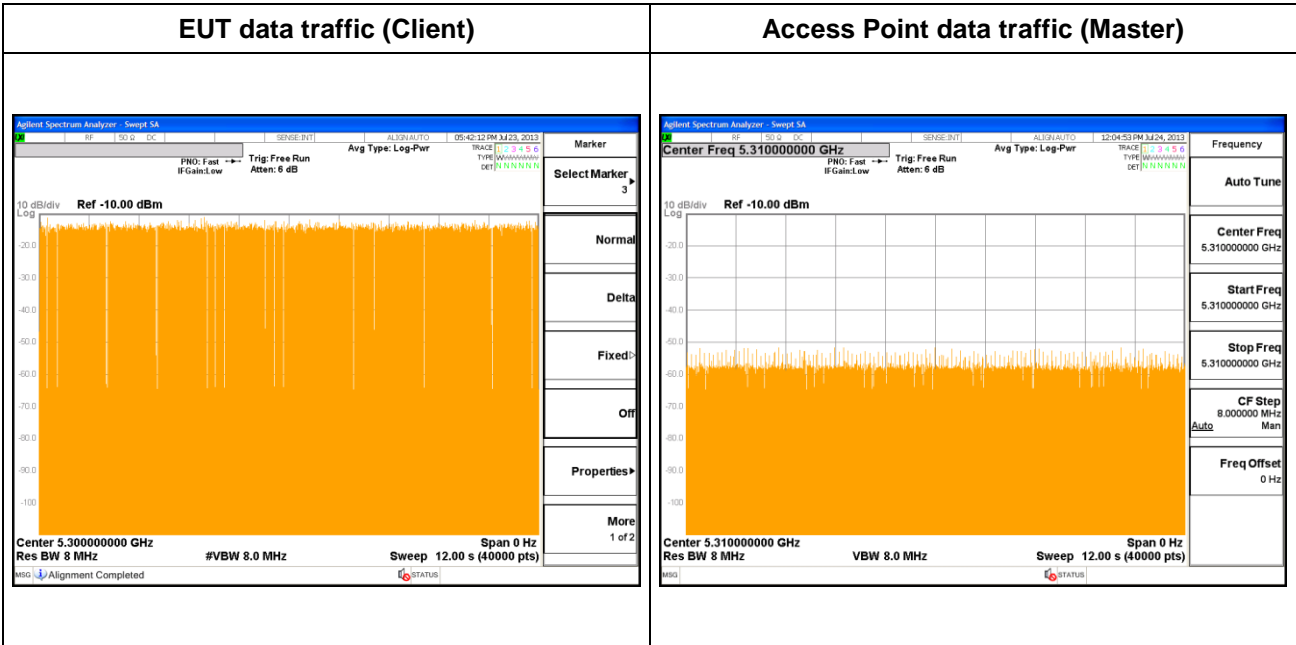 EUT data traffic (Client)
Access Point data traffic (Master)
Agilent Spectrum Analyzer - Swept SA
RF 50 Ω DC SENSE:INT ALIGN AUTO 05:42:12 PM Jul 23, 2013
Avg Type: Log-Pwr
TRACE 1 2 3 4 5 6
PNO: Fast Trig: Free Run
TYPE
IFGain:Low Atten: 6 dB
DET N N N N N N
10 dB/div Ref -10.00 dBm
Log
-20.0
-30.0
-40.0
-50.0
-60.0
-70.0
-80.0
-90.0
-100
Center 5.300000000 GHz Span 0 Hz
Res BW 8 MHz #VBW 8.0 MHz Sweep 12.00 s (40000 pts)
MSG Alignment Completed STATUS
Marker
Select Marker
3
Normal
Delta
Fixed
Off
Properties
More
1 of 2
Agilent Spectrum Analyzer - Swept SA
RF 50 Ω DC SENSE:INT ALIGN AUTO 12:04:53 PM Jul 24, 2013
Center Freq 5.310000000 GHz
Avg Type: Log-Pwr
TRACE 1 2 3 4 5 6
PNO: Fast Trig: Free Run
TYPE
IFGain:Low Atten: 6 dB
DET N N N N N N
10 dB/div Ref -10.00 dBm
Log
-20.0
-30.0
-40.0
-50.0
-60.0
-70.0
-80.0
-90.0
-100
Center 5.310000000 GHz Span 0 Hz
Res BW 8 MHz VBW 8.0 MHz Sweep 12.00 s (40000 pts)
MSG STATUS
Frequency
Auto Tune
Center Freq
5.310000000 GHz
Start Freq
5.310000000 GHz
Stop Freq
5.310000000 GHz
CF Step
8.000000 MHz
Auto Man
Freq Offset
0 Hz